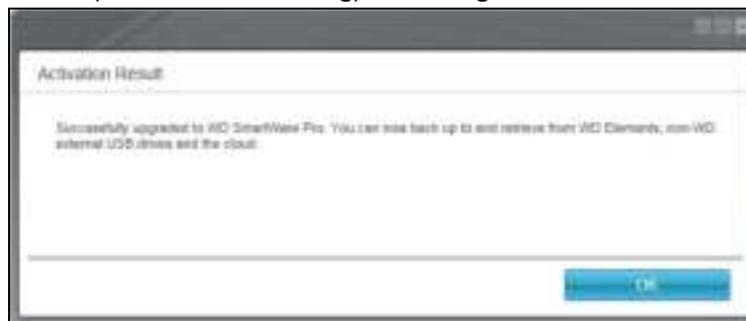 Activation Result
Successfully upgraded to WD SmartWare Pro. You can now back up to and retrieve from WD Elements, non-WD
external USB drives and the cloud.
OK